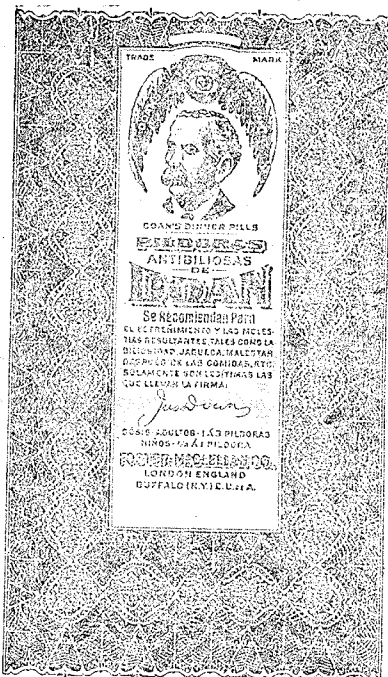 TRADE MARK
DOAN'S DINNER PILLS
PILDORAS
ANTIBILIOSAS
DE
DOAN
Se Recomiendan Para
EL ESTREÑIMIENTO Y LAS MOLES-
TIAS RESULTANTES, TALES COMO LA
BILIOSIDAD, JAQUECA, MALESTAR
DESPUES DE LAS COMIDAS, ETC.
SOLAMENTE SON LEGITIMAS LAS
QUE LLEVAN LA FIRMA:
Jas Doan
DOSIS-ADULTOS-1 A 3 PILDORAS
NIÑOS-½ A 1 PILDORA
FOSTER-McCLELLAN CO.
LONDON ENGLAND
BUFFALO (N.Y.) E.U. de A.